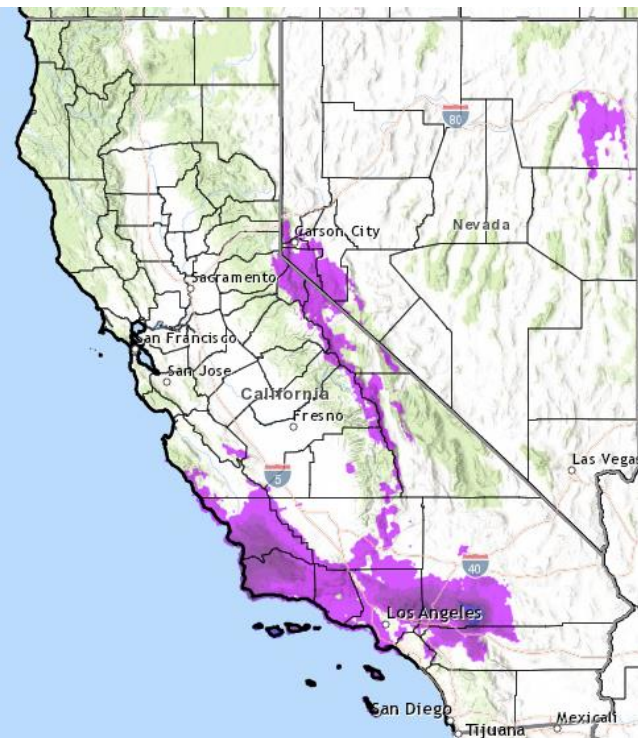 80
Nevada
Carson City
Sacramento
San Francisco
San Jose
California
Fresno
Las Vegas
5
40
Los Angeles
San Diego
Mexicali
Tijuana